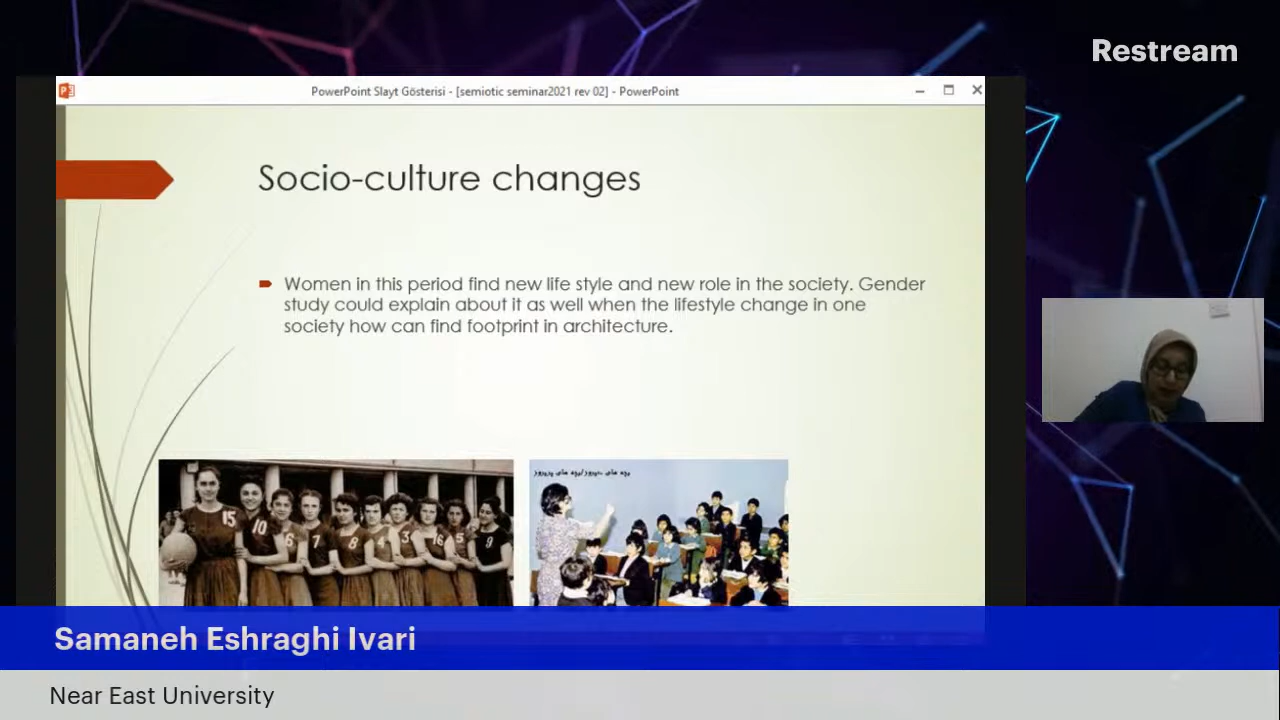 Restream
PowerPoint Slayt Gösterisi - [semiotic seminar2021 rev 02] - PowerPoint
Socio-culture changes
Women in this period find new life style and new role in the society. Gender
study could explain about it as well when the lifestyle change in one
society how can find footprint in architecture.
15
10
6
7
8
4
3
16
5
9
Samaneh Eshraghi Ivari
Near East University